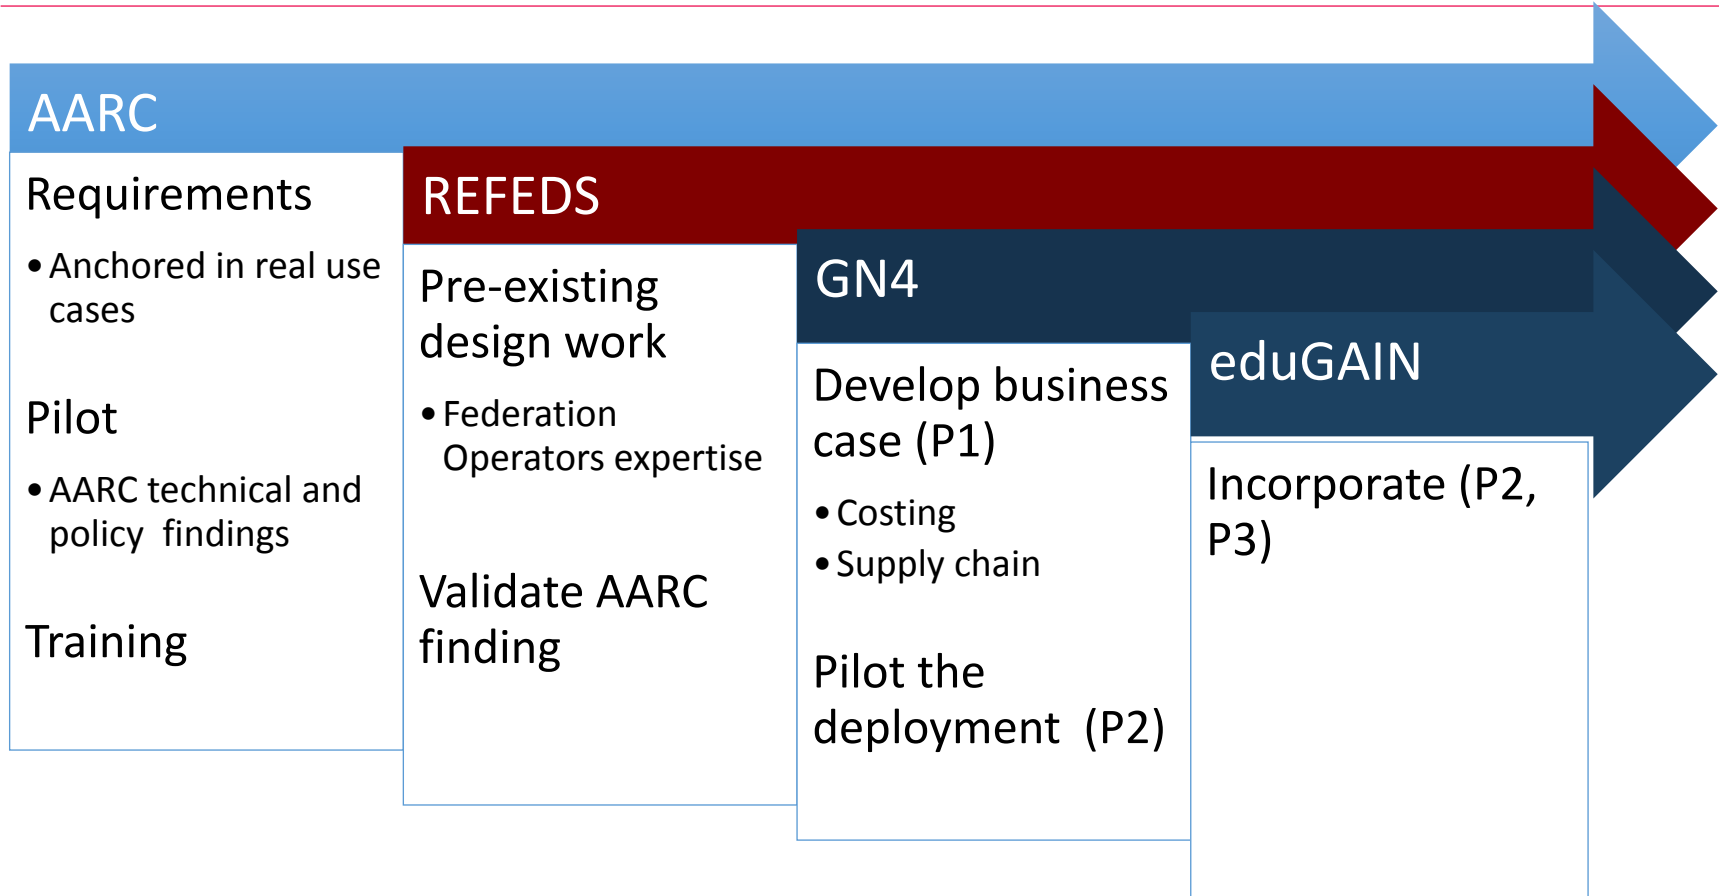 AARC
Requirements
•Anchored in real use
cases
Pilot
•AARC technical and
policy  findings
Training
REFEDS
Pre-existing
design work
•Federation
Operators expertise
Validate AARC
finding
GN4
Develop business
case (P1)
•Costing
•Supply chain
Pilot the
deployment  (P2)
eduGAIN
Incorporate (P2,
P3)